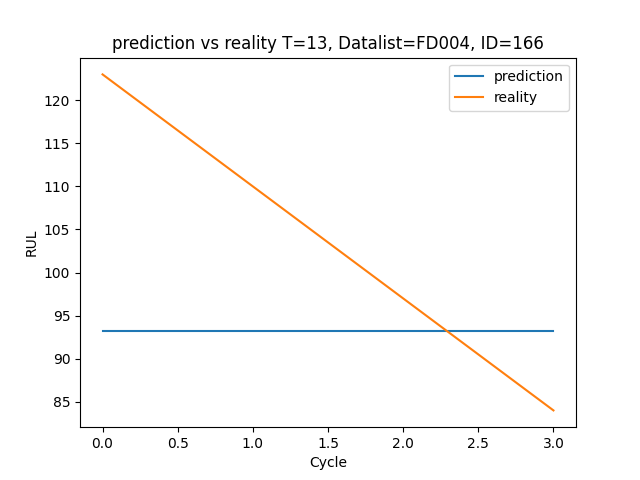 prediction vs reality T=13, Datalist=FD004, ID=166
prediction
reality
120
115
110
105
100
95
90
85
RUL
0.0 0.5 1.0 1.5 2.0 2.5 3.0
Cycle